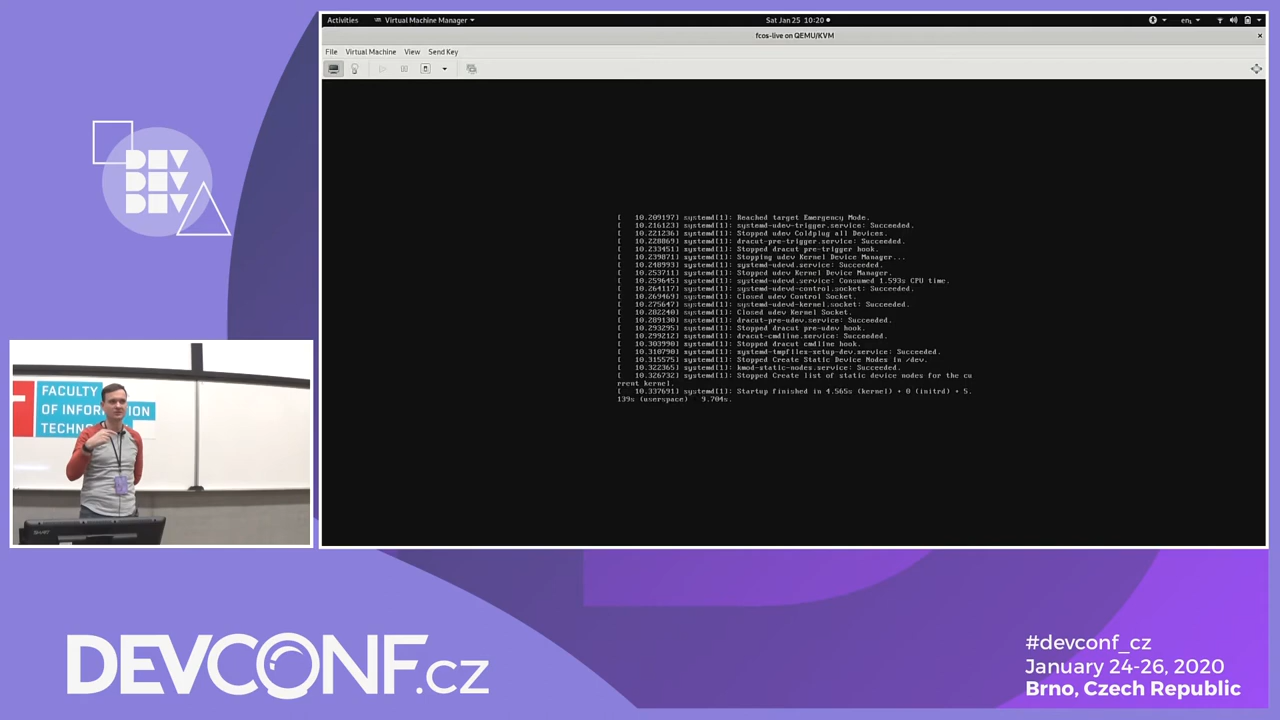 Activities
Virtual Machine Manager
Sat Jan 25 10:20
en
fcos-live on QEMU/KVM
File Virtual Machine View Send Key
[ 10.209197] systemd[1]: Reached target Emergency Mode.
[ 10.216123] systemd[1]: systemd-udev-trigger.service: Succeeded.
[ 10.221236] systemd[1]: Stopped udev Coldplug all Devices.
[ 10.228869] systemd[1]: dracut-pre-trigger.service: Succeeded.
[ 10.233451] systemd[1]: Stopped dracut pre-trigger hook.
[ 10.239871] systemd[1]: Stopping udev Kernel Device Manager...
[ 10.248993] systemd[1]: systemd-udevd.service: Succeeded.
[ 10.253711] systemd[1]: Stopped udev Kernel Device Manager.
[ 10.259645] systemd[1]: systemd-udevd.service: Consumed 1.593s CPU time.
[ 10.264117] systemd[1]: systemd-udevd-control.socket: Succeeded.
[ 10.269469] systemd[1]: Closed udev Control Socket.
[ 10.275647] systemd[1]: systemd-udevd-kernel.socket: Succeeded.
[ 10.282240] systemd[1]: Closed udev Kernel Socket.
[ 10.289130] systemd[1]: dracut-pre-udev.service: Succeeded.
[ 10.293295] systemd[1]: Stopped dracut pre-udev hook.
[ 10.299212] systemd[1]: dracut-cmdline.service: Succeeded.
[ 10.303990] systemd[1]: Stopped dracut cmdline hook.
[ 10.310790] systemd[1]: systemd-tmpfiles-setup-dev.service: Succeeded.
[ 10.315575] systemd[1]: Stopped Create Static Device Nodes in /dev.
[ 10.322365] systemd[1]: kmod-static-nodes.service: Succeeded.
[ 10.326732] systemd[1]: Stopped Create list of static device nodes for the cu
rrent kernel.
[ 10.337691] systemd[1]: Startup finished in 4.565s (kernel) + 0 (initrd) + 5.
139s (userspace)   9.704s.
DEV
DEV
DEV
FACULTY
OF INFORMATION
TECHNOLOGY
DEVCONF.cz
#devconf_cz
January 24-26, 2020
Brno, Czech Republic